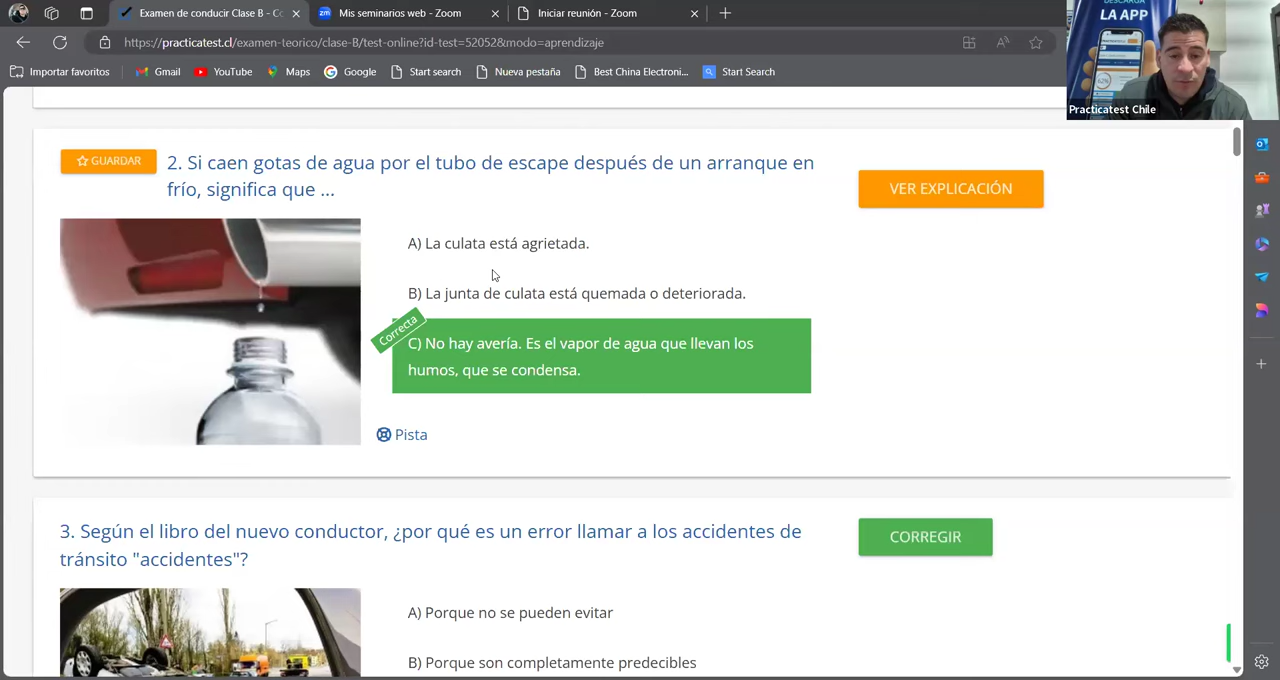 Examen de conducir Clase B - Co
Mis seminarios web - Zoom
Iniciar reunión - Zoom
https://practicatest.cl/examen-teorico/clase-B/test-online?id-test=52052&modo=aprendizaje
Importar favoritos
Gmail
YouTube
Maps
Google
Start search
Nueva pestaña
Best China Electroni...
Start Search
DESCARGA
LA APP
Practicatest Chile
GUARDAR
2. Si caen gotas de agua por el tubo de escape después de un arranque en
frío, significa que ...
VER EXPLICACIÓN
A) La culata está agrietada.
B) La junta de culata está quemada o deteriorada.
Correcta
C) No hay avería. Es el vapor de agua que llevan los
humos, que se condensa.
Pista
3. Según el libro del nuevo conductor, ¿por qué es un error llamar a los accidentes de
tránsito "accidentes"?
CORREGIR
A) Porque no se pueden evitar
B) Porque son completamente predecibles